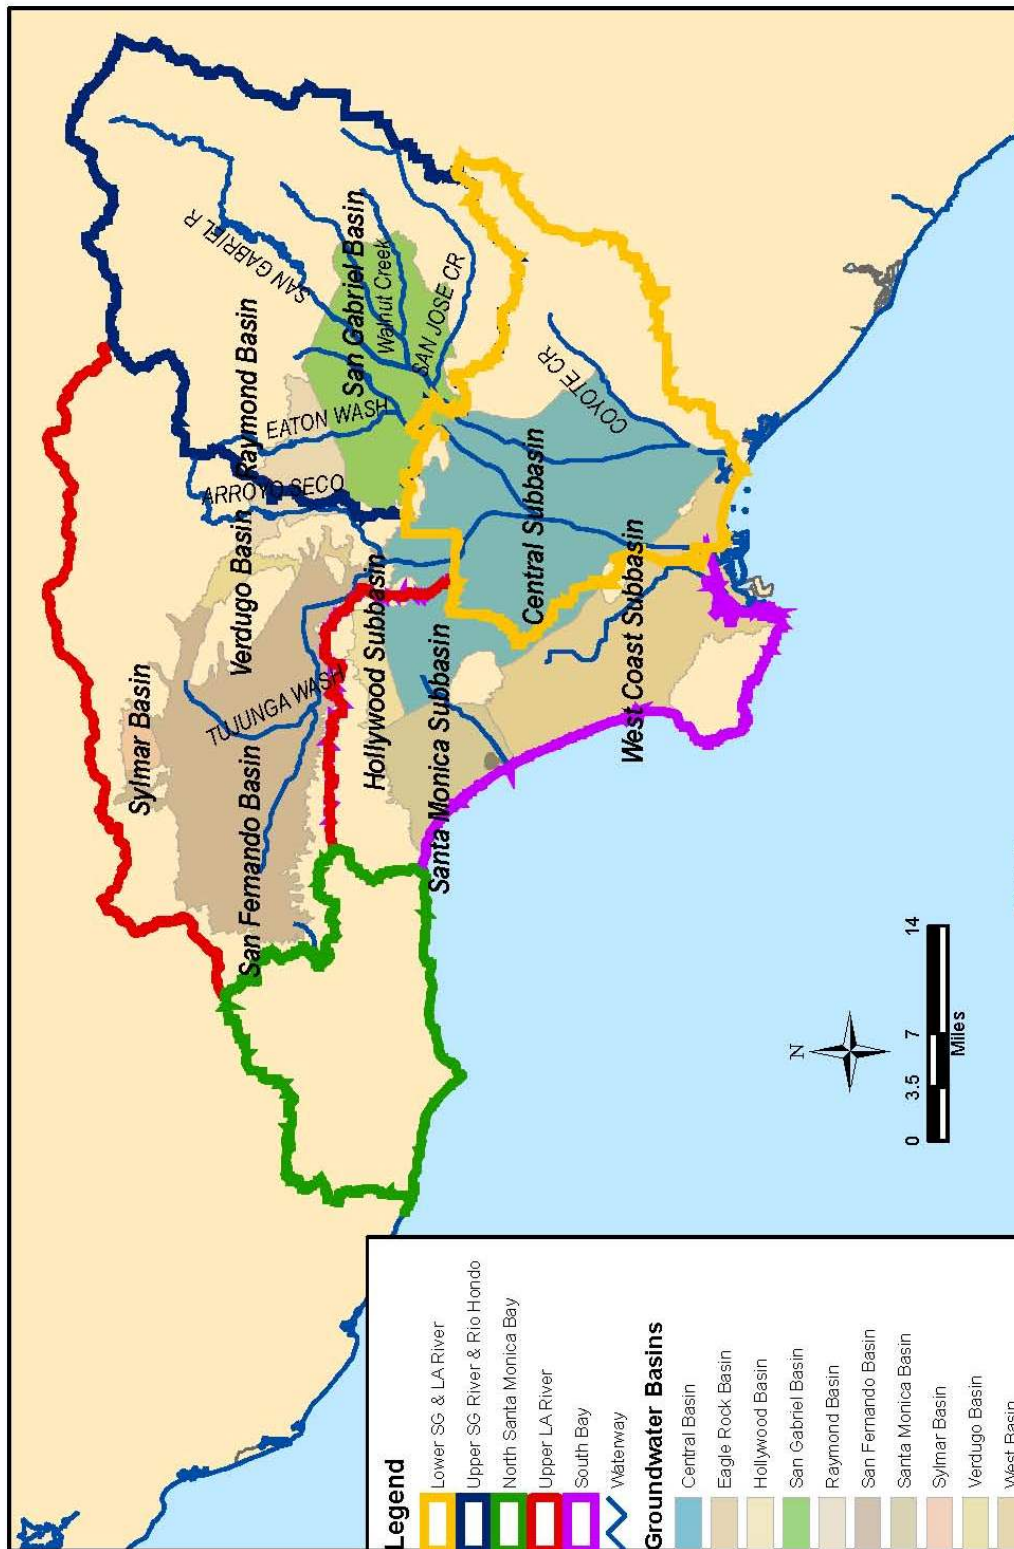 Sylmar Basin
San Fernando Basin
TUJUNGA WASH
Verdugo Basin
Raymond Basin
ARROYO SECO
EATON WASH
SAN GABRIEL R
San Gabriel Basin
Walnut Creek
SAN JOSE CR
Hollywood Subbasin
Santa Monica Subbasin
Central Subbasin
COYOTE CR
West Coast Subbasin
N
0 3.5 7 14
Miles
Legend
Lower SG & LA River
Upper SG River & Rio Hondo
North Santa Monica Bay
Upper LA River
South Bay
Waterway
Groundwater Basins
Central Basin
Eagle Rock Basin
Hollywood Basin
San Gabriel Basin
Raymond Basin
San Fernando Basin
Santa Monica Basin
Sylmar Basin
Verdugo Basin
West Basin